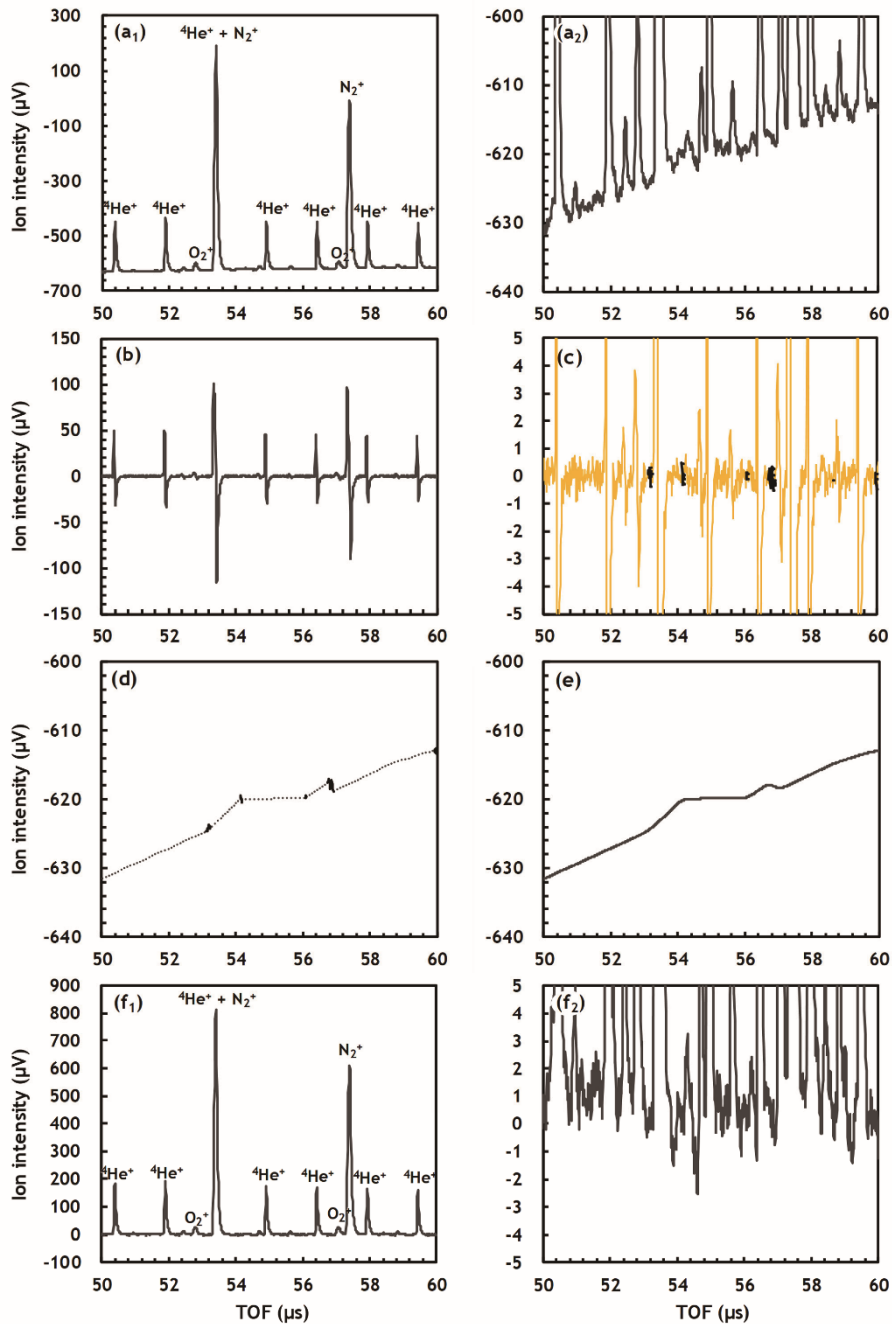 (a₁)
⁴He⁺ + N₂⁺
N₂⁺
⁴He⁺ ⁴He⁺ ⁴He⁺ ⁴He⁺ ⁴He⁺ ⁴He⁺
O₂⁺ O₂⁺
Ion intensity (µV)
300
100
-100
-300
-500
-700
50 52 54 56 58 60
(a₂)
-600
-610
-620
-630
-640
50 52 54 56 58 60
(b)
Ion intensity (µV)
150
100
50
0
-50
-100
-150
50 52 54 56 58 60
(c)
5
4
3
2
1
0
-1
-2
-3
-4
-5
50 52 54 56 58 60
(d)
Ion intensity (µV)
-600
-610
-620
-630
-640
50 52 54 56 58 60
(e)
-600
-610
-620
-630
-640
50 52 54 56 58 60
(f₁)
⁴He⁺ + N₂⁺
N₂⁺
⁴He⁺ ⁴He⁺ ⁴He⁺ ⁴He⁺ ⁴He⁺ ⁴He⁺
O₂⁺ O₂⁺
Ion intensity (µV)
900
800
700
600
500
400
300
200
100
0
-100
50 52 54 56 58 60
TOF (µs)
(f₂)
5
4
3
2
1
0
-1
-2
-3
-4
-5
50 52 54 56 58 60
TOF (µs)